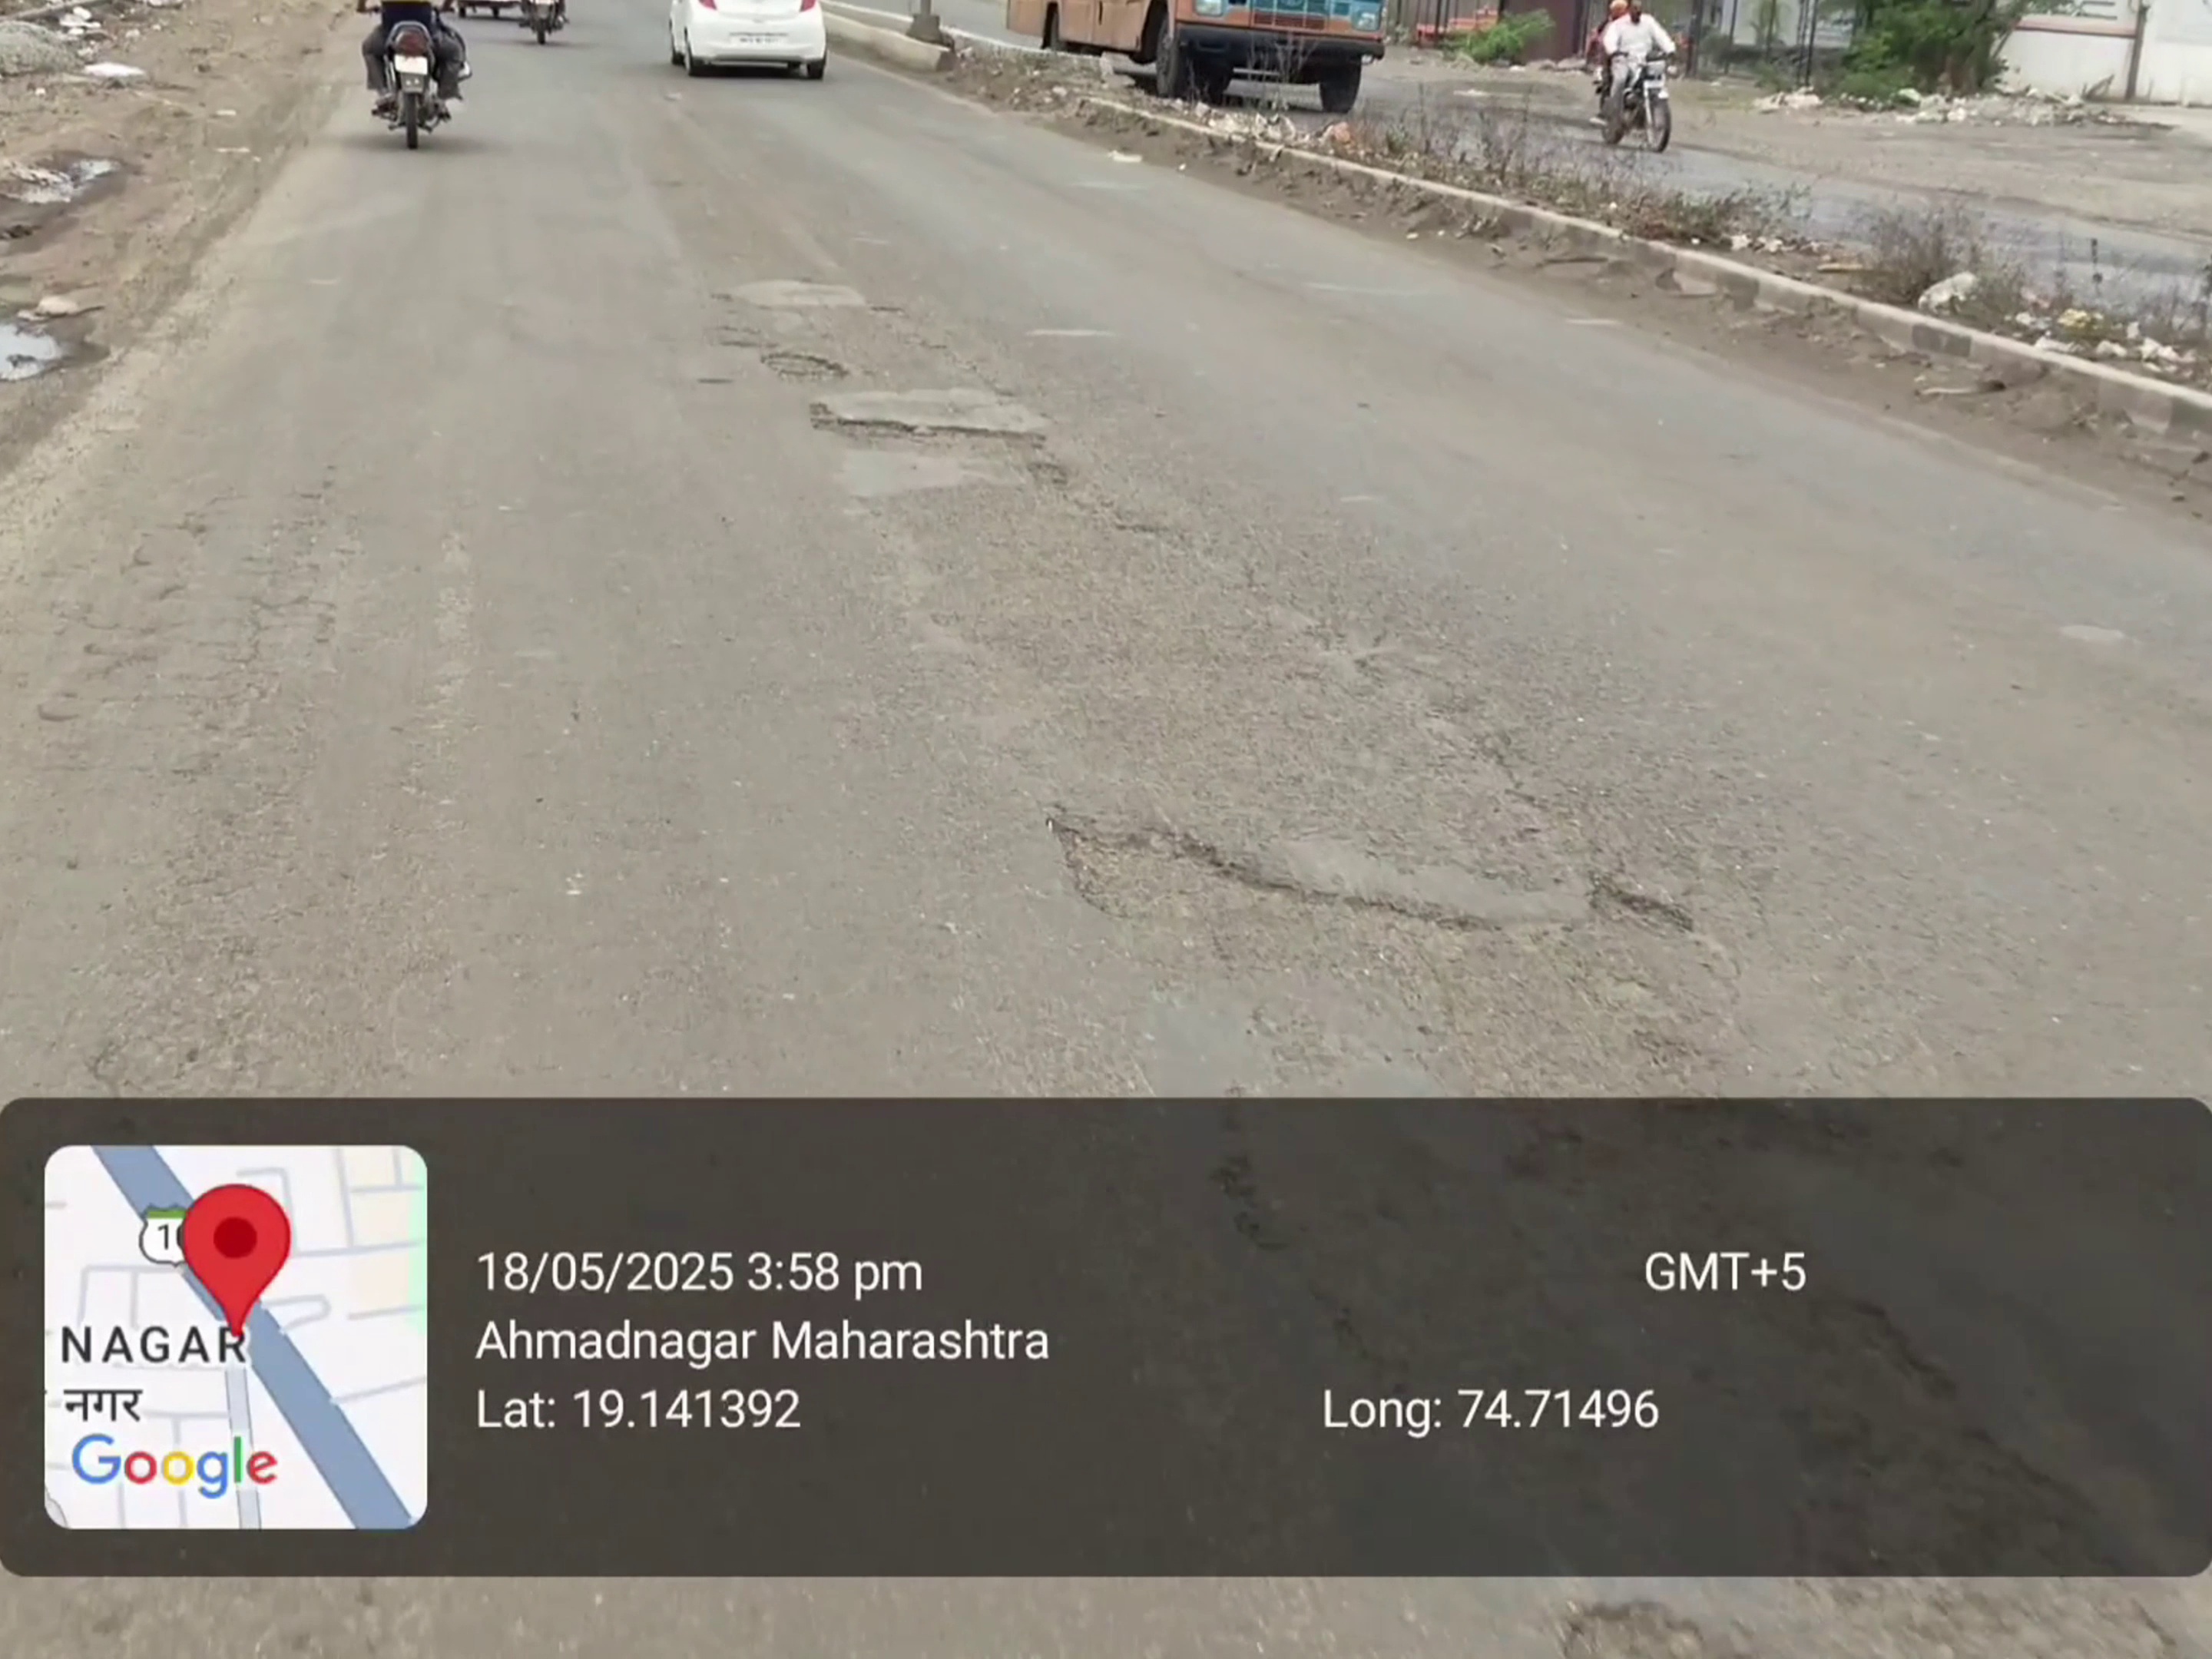 18/05/2025 3:58 pm GMT+5
Ahmadnagar Maharashtra
Lat: 19.141392 Long: 74.71496
NAGAR
नगर
Google